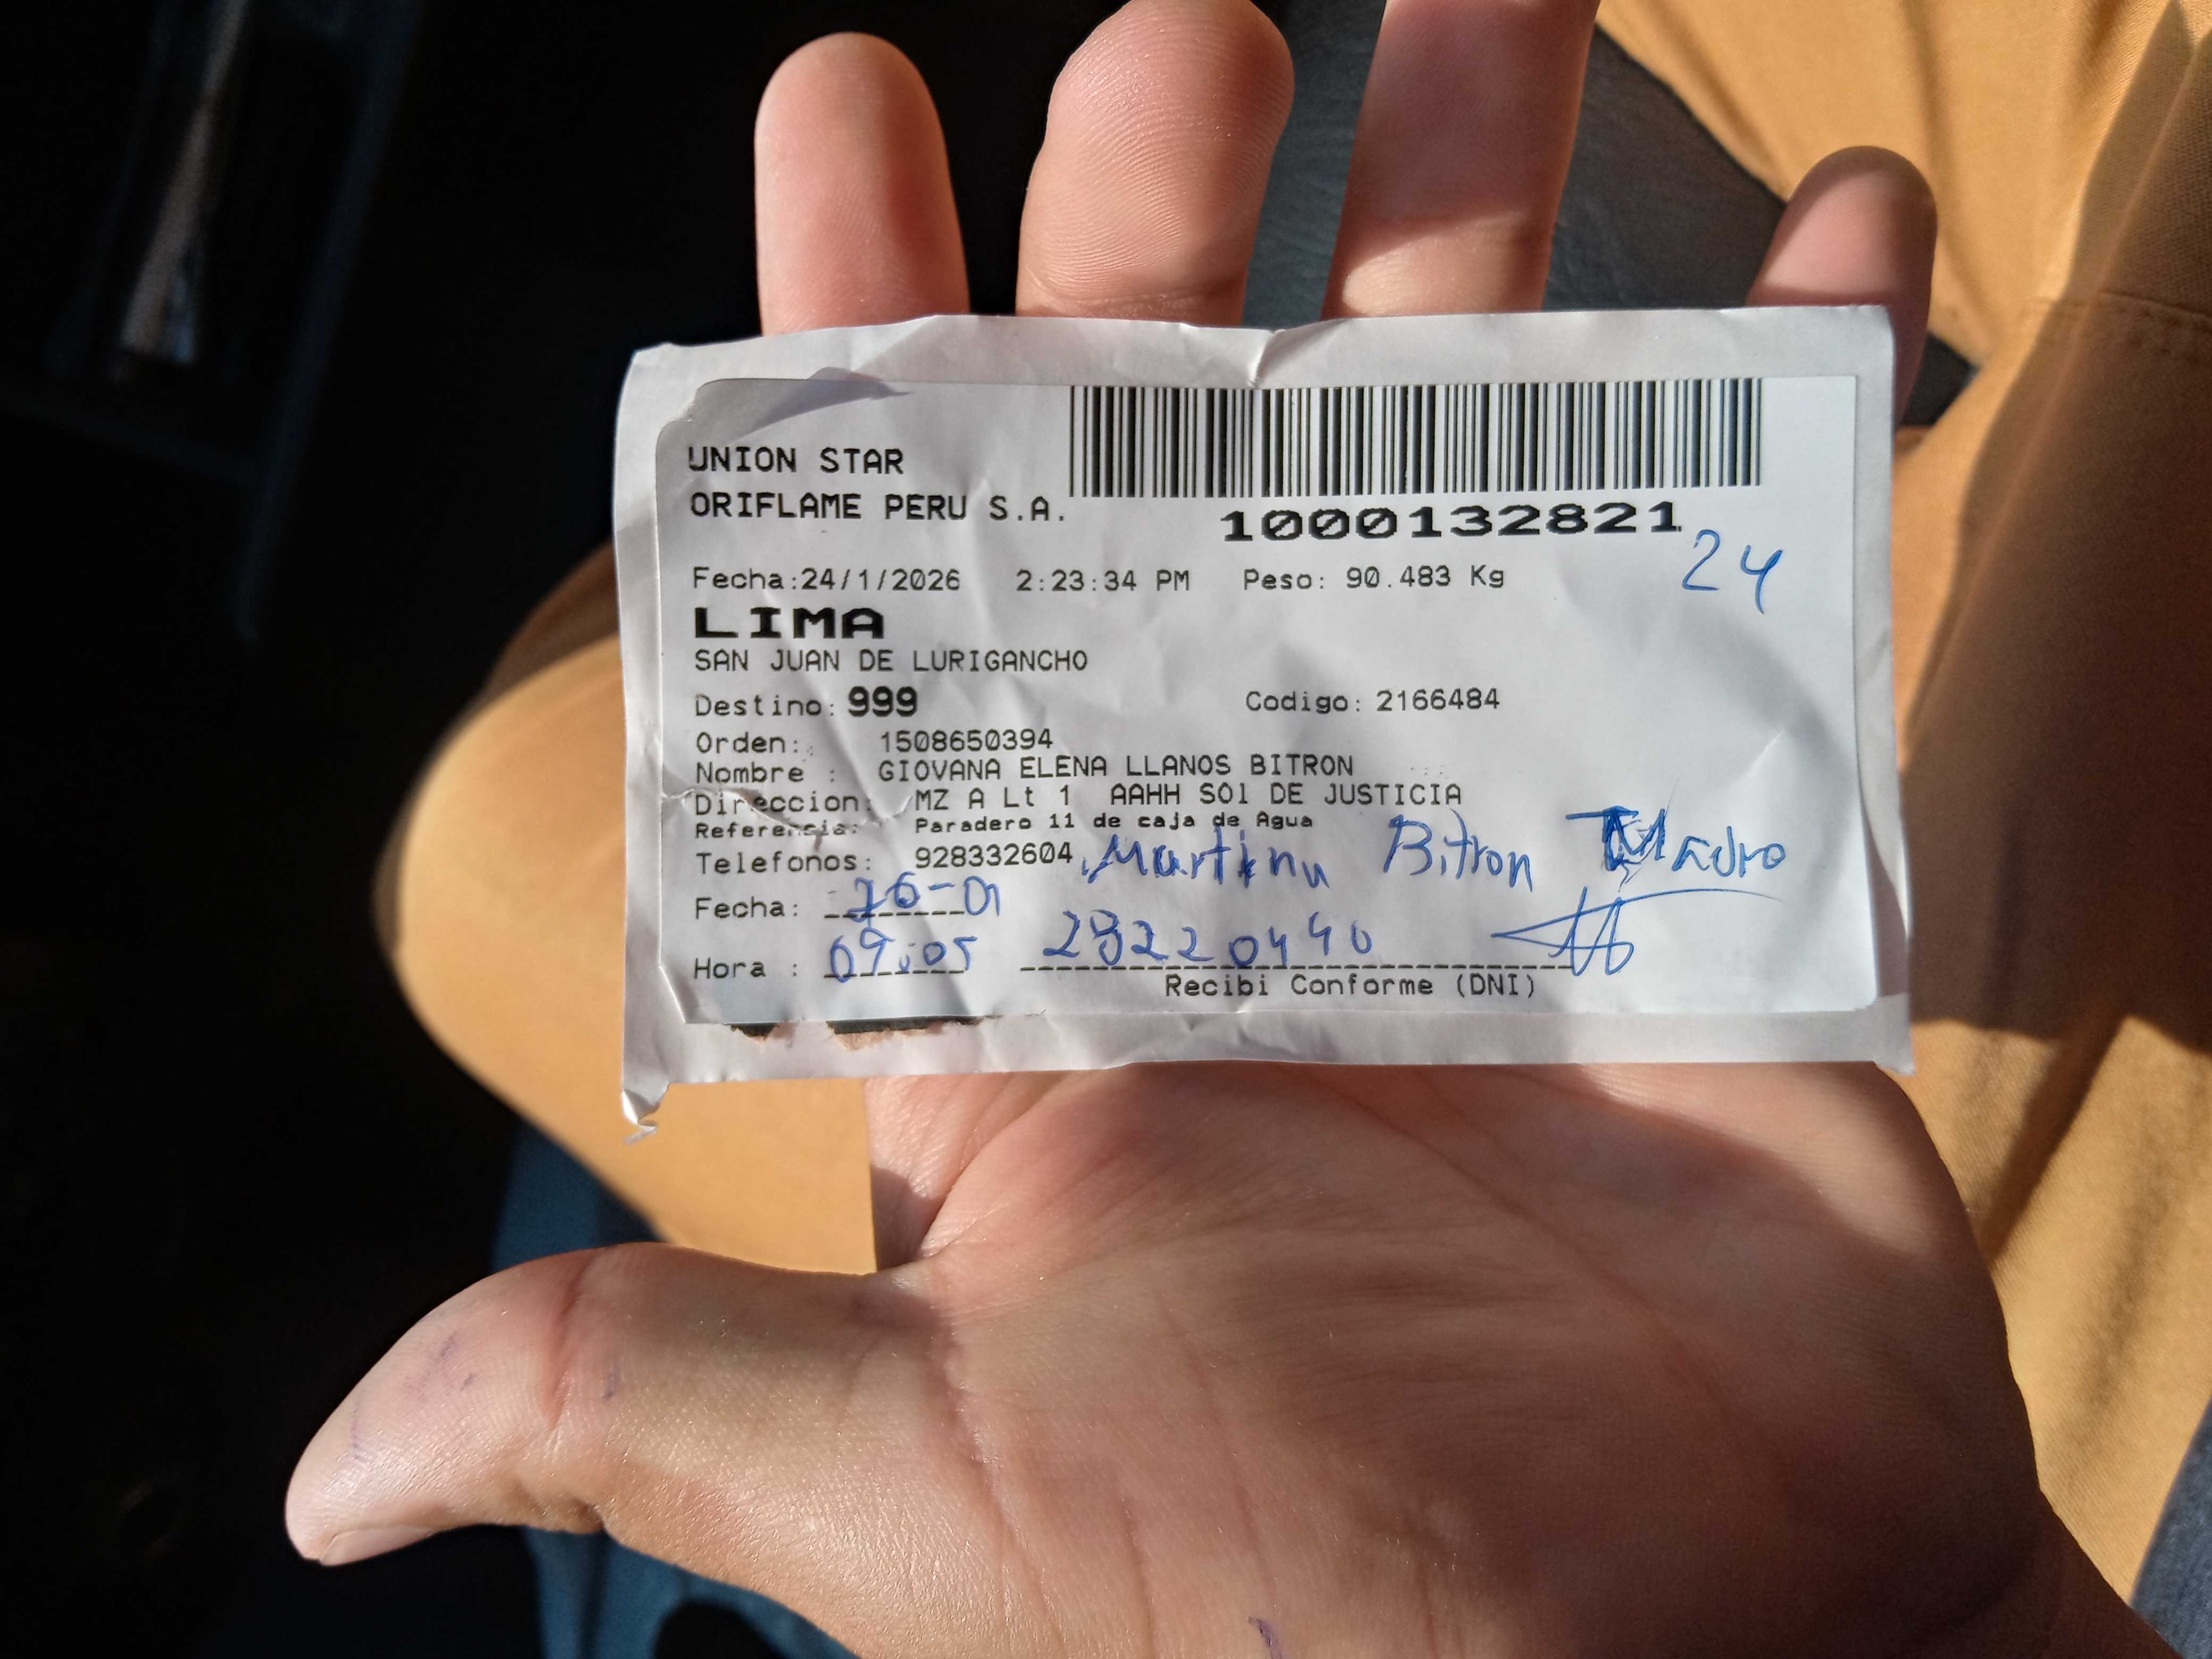 UNION STAR
ORIFLAME PERU S.A.
1000132821
24
Fecha:24/1/2026 2:23:34 PM Peso: 90.483 Kg
LIMA
SAN JUAN DE LURIGANCHO
Destino: 999 Codigo: 2166484
Orden: 1508650394
Nombre : GIOVANA ELENA LLANOS BITRON
Direccion: MZ A Lt 1 AAHH SOl DE JUSTICIA
Referencia: Paradero 11 de caja de Agua
Telefonos: 928332604 Martinu Bitron Madro
Fecha: 26-01
Hora : 09:05 28220440
Recibi Conforme (DNI)